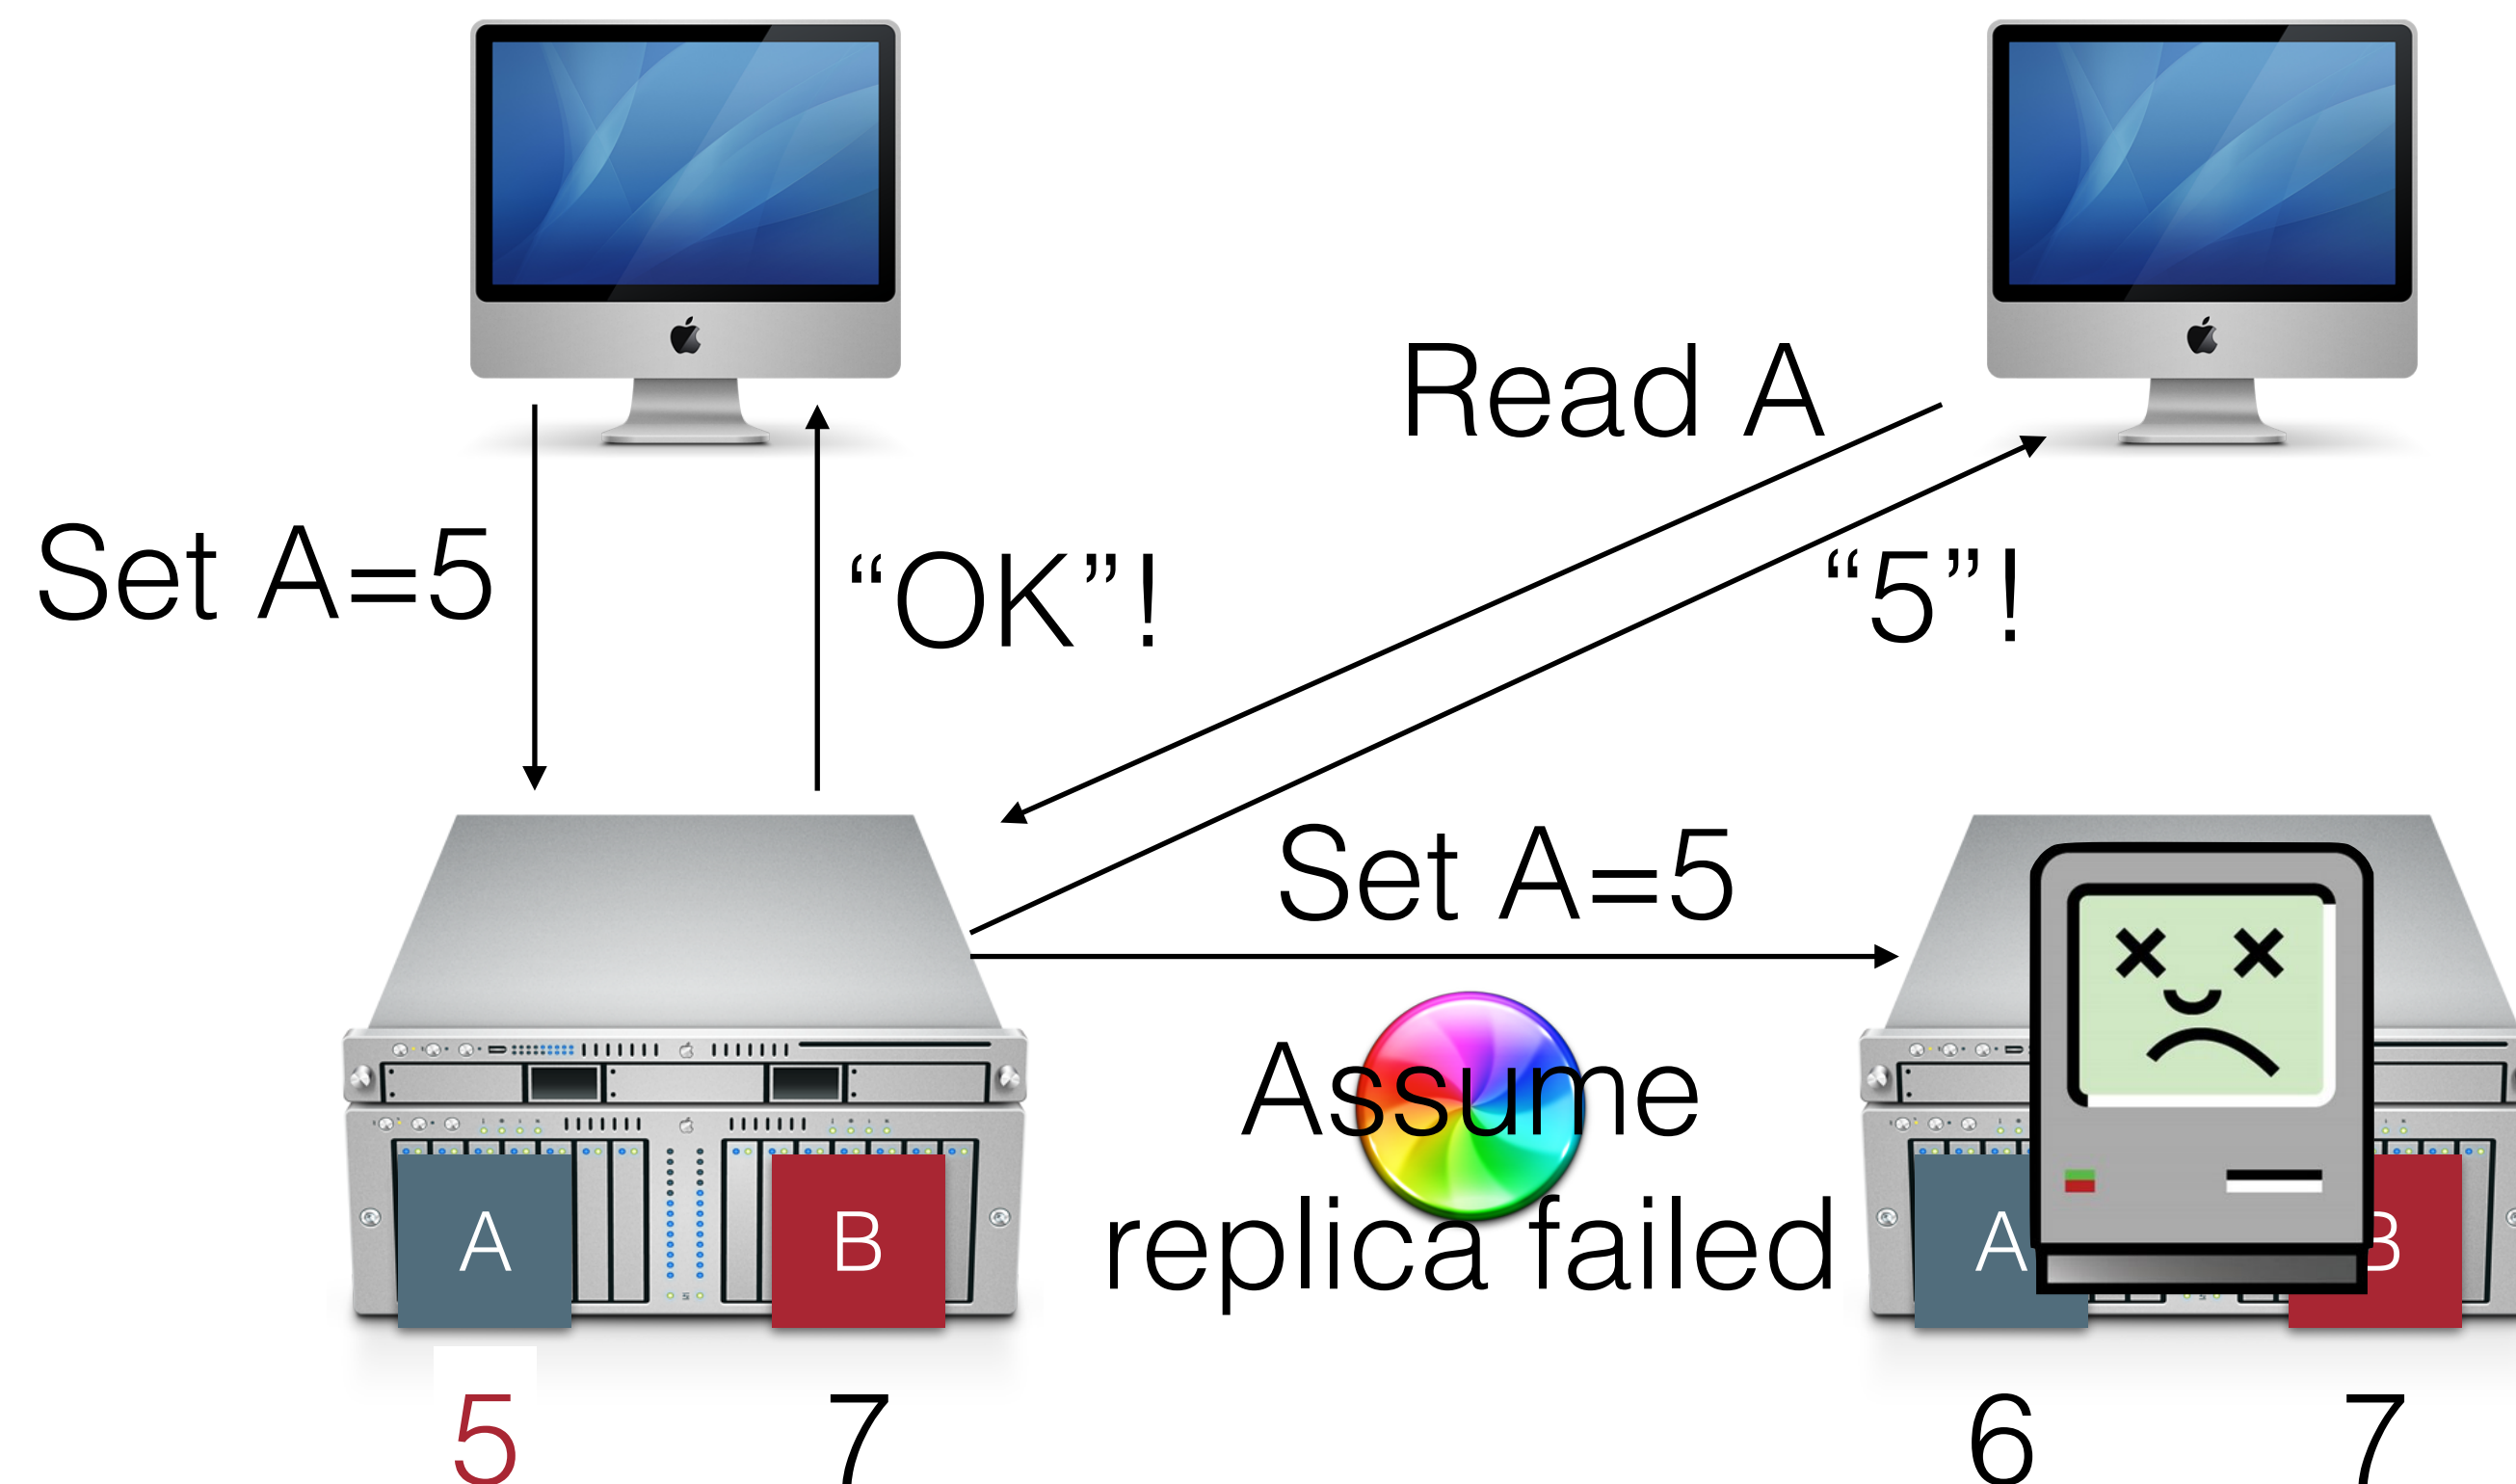 Read A
Set A=5
“OK”!
“5”!
Set A=5
Assume
replica failed
A
B
A
B
5
7
6
7